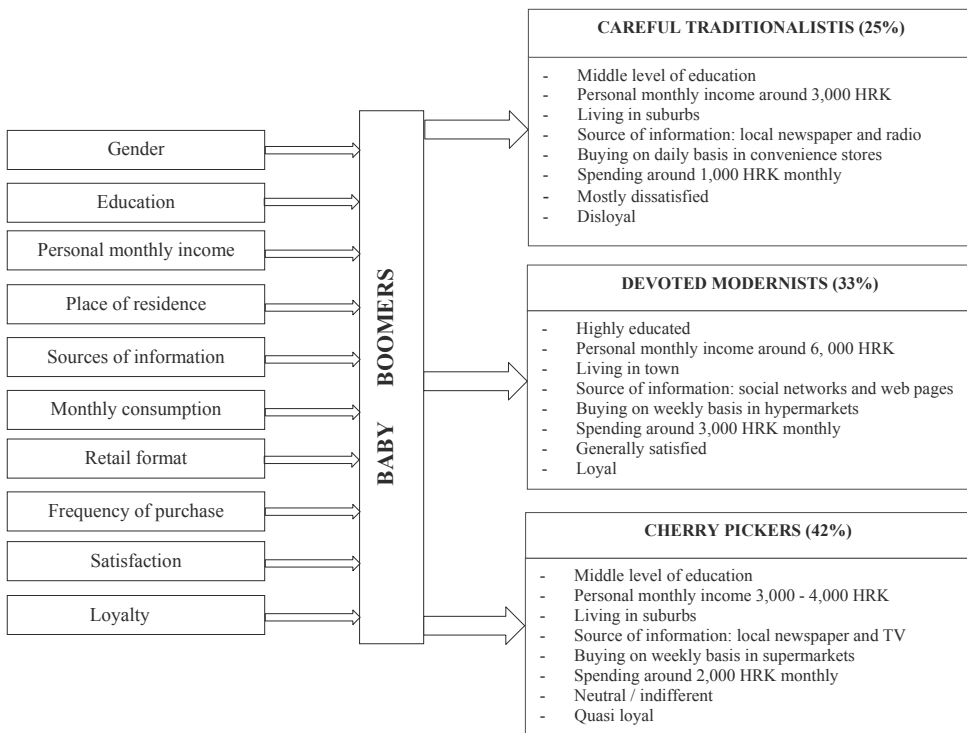 Gender
Education
Personal monthly income
Place of residence
Sources of information
Monthly consumption
Retail format
Frequency of purchase
Satisfaction
Loyalty
BABY BOOMERS
CAREFUL TRADITIONALISTIS (25%)
- Middle level of education
- Personal monthly income around 3,000 HRK
- Living in suburbs
- Source of information: local newspaper and radio
- Buying on daily basis in convenience stores
- Spending around 1,000 HRK monthly
- Mostly dissatisfied
- Disloyal
DEVOTED MODERNISTS (33%)
- Highly educated
- Personal monthly income around 6, 000 HRK
- Living in town
- Source of information: social networks and web pages
- Buying on weekly basis in hypermarkets
- Spending around 3,000 HRK monthly
- Generally satisfied
- Loyal
CHERRY PICKERS (42%)
- Middle level of education
- Personal monthly income 3,000 - 4,000 HRK
- Living in suburbs
- Source of information: local newspaper and TV
- Buying on weekly basis in supermarkets
- Spending around 2,000 HRK monthly
- Neutral / indifferent
- Quasi loyal